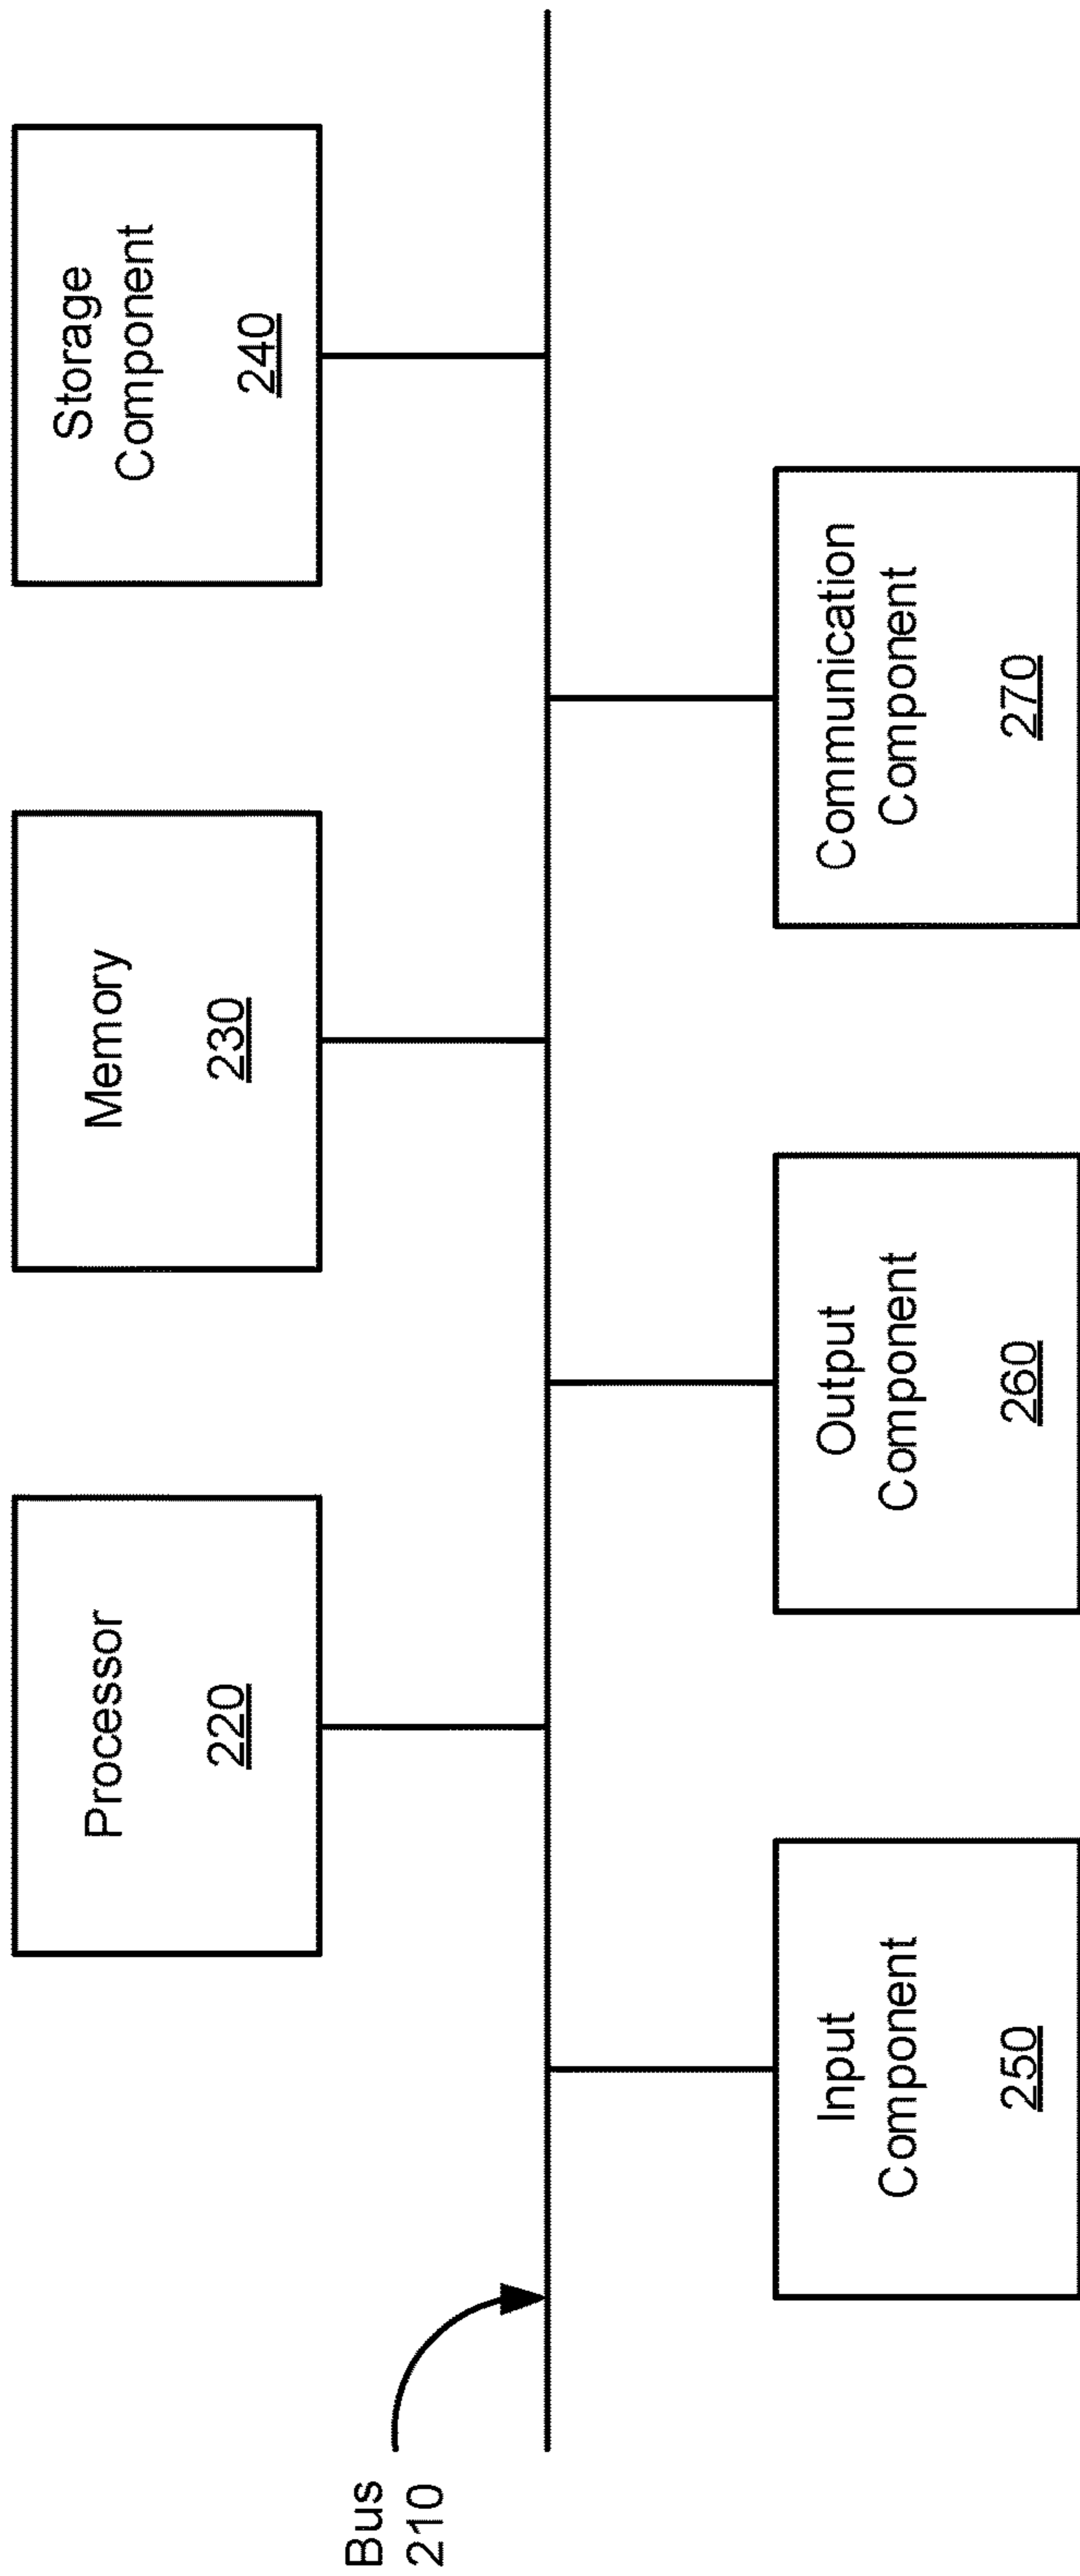 Processor
220
Memory
230
Storage
Component
240
Bus
210
Input
Component
250
Output
Component
260
Communication
Component
270